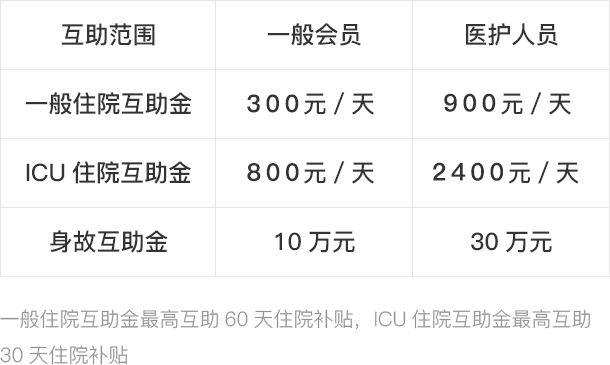 互助范围 一般会员 医护人员
一般住院互助金 300元 / 天 900元 / 天
ICU 住院互助金 800元 / 天 2400元 / 天
身故互助金 10 万元 30 万元
一般住院互助金最高互助 60 天住院补贴，ICU 住院互助金最高互助
30 天住院补贴